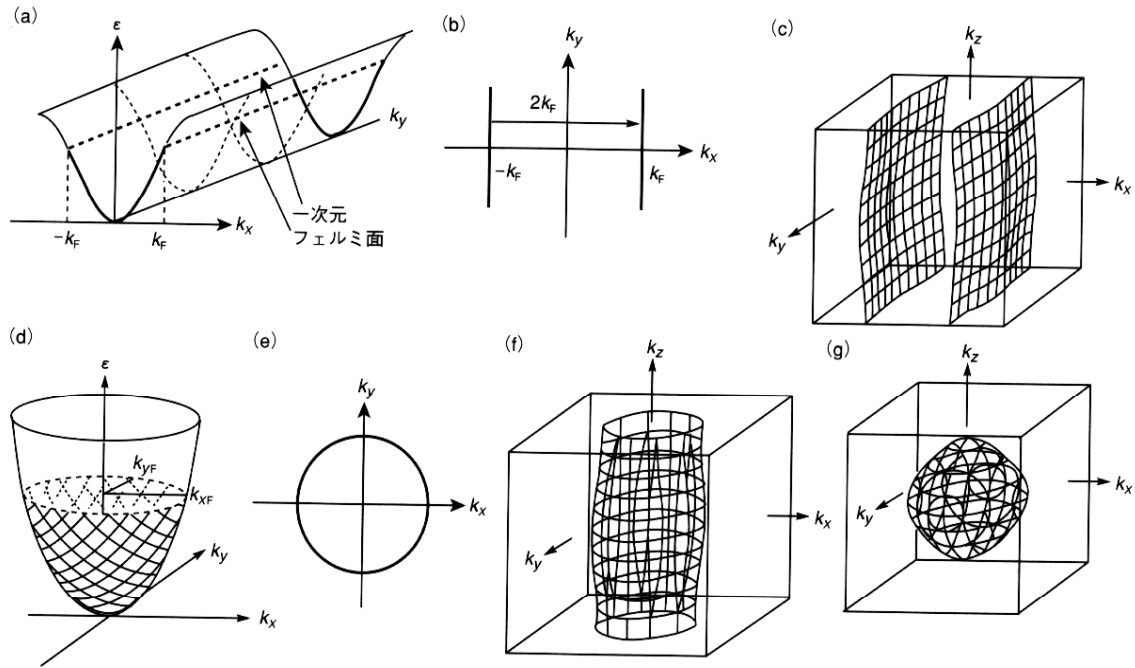 (a)
ε
k_y
k_x
−k_F
k_F
一次元
フェルミ面
(b)
k_y
2k_F
k_x
−k_F
k_F
(c)
k_z
k_x
k_y
(d)
ε
k_yF
k_xF
k_y
k_x
(e)
k_y
k_x
(f)
k_z
k_x
k_y
(g)
k_z
k_x
k_y